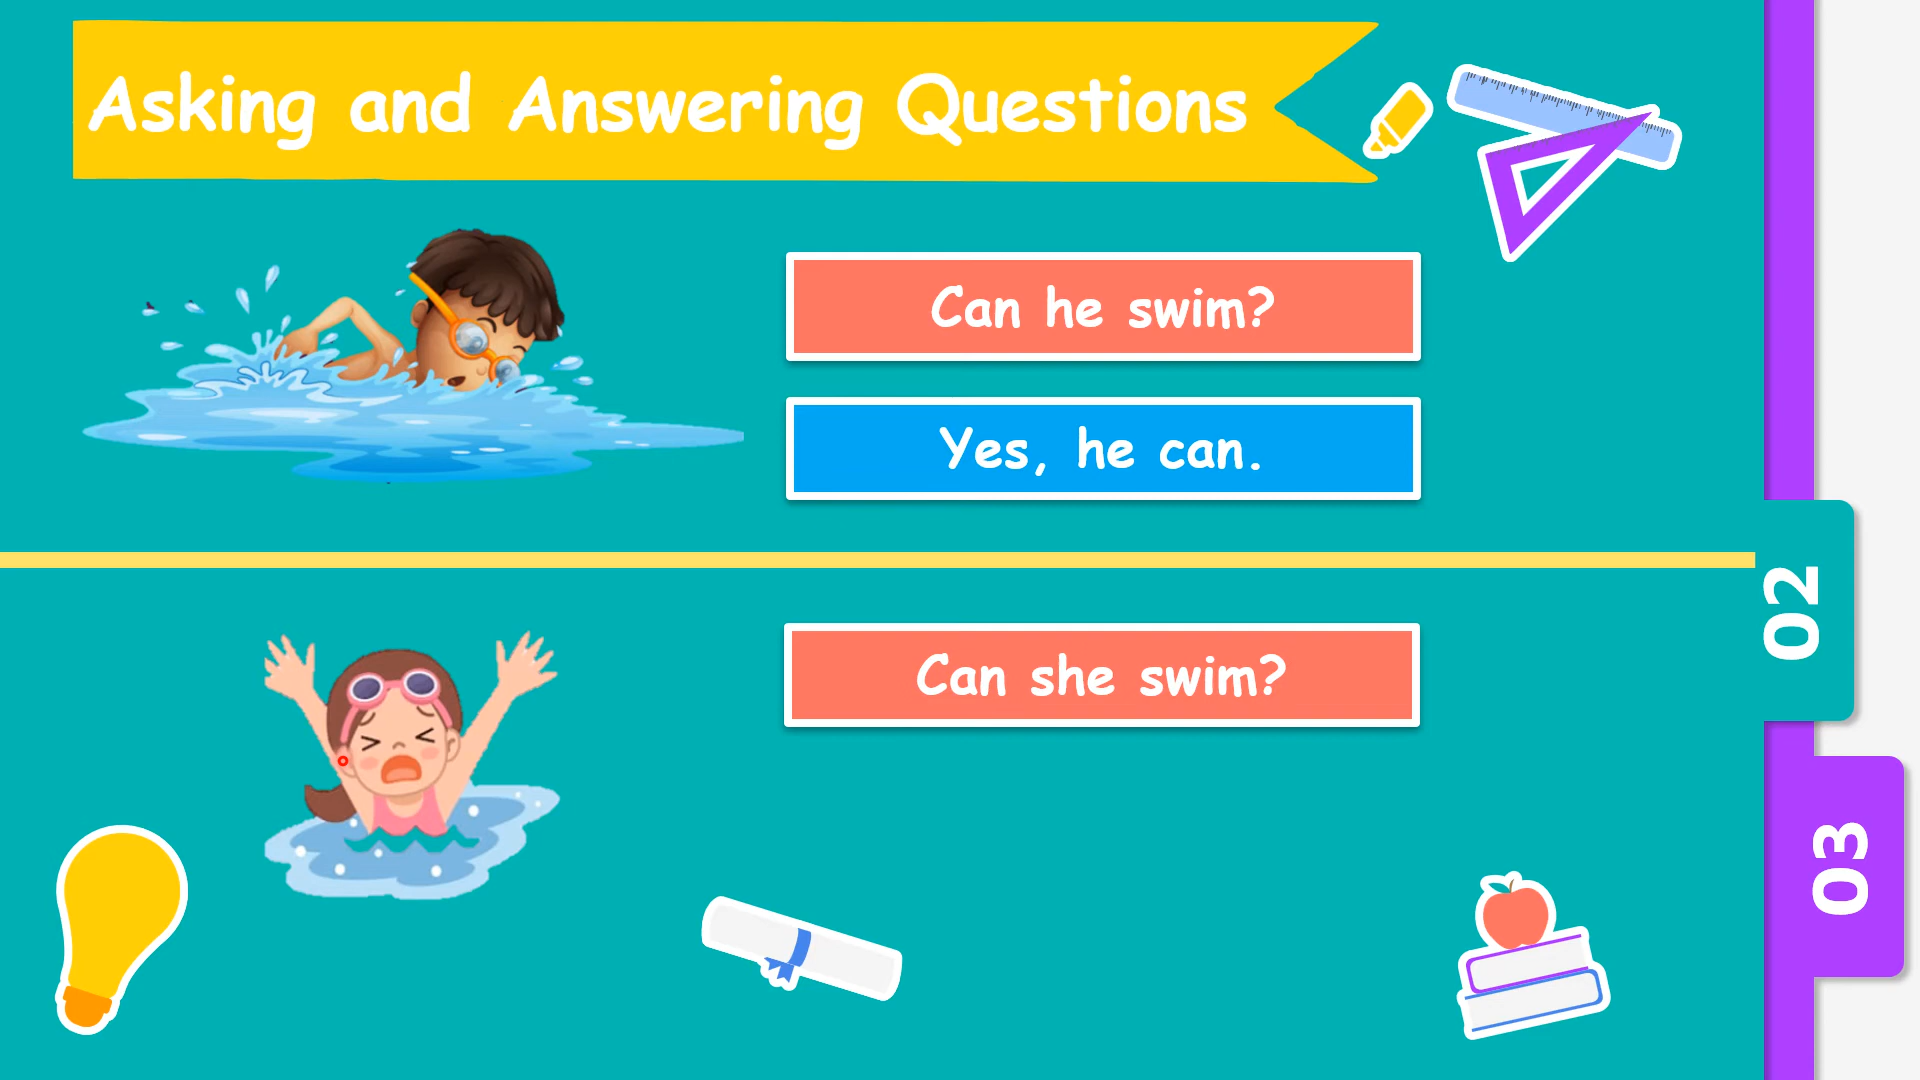 Asking and Answering Questions
Can he swim?
Yes, he can.
Can she swim?
02
03